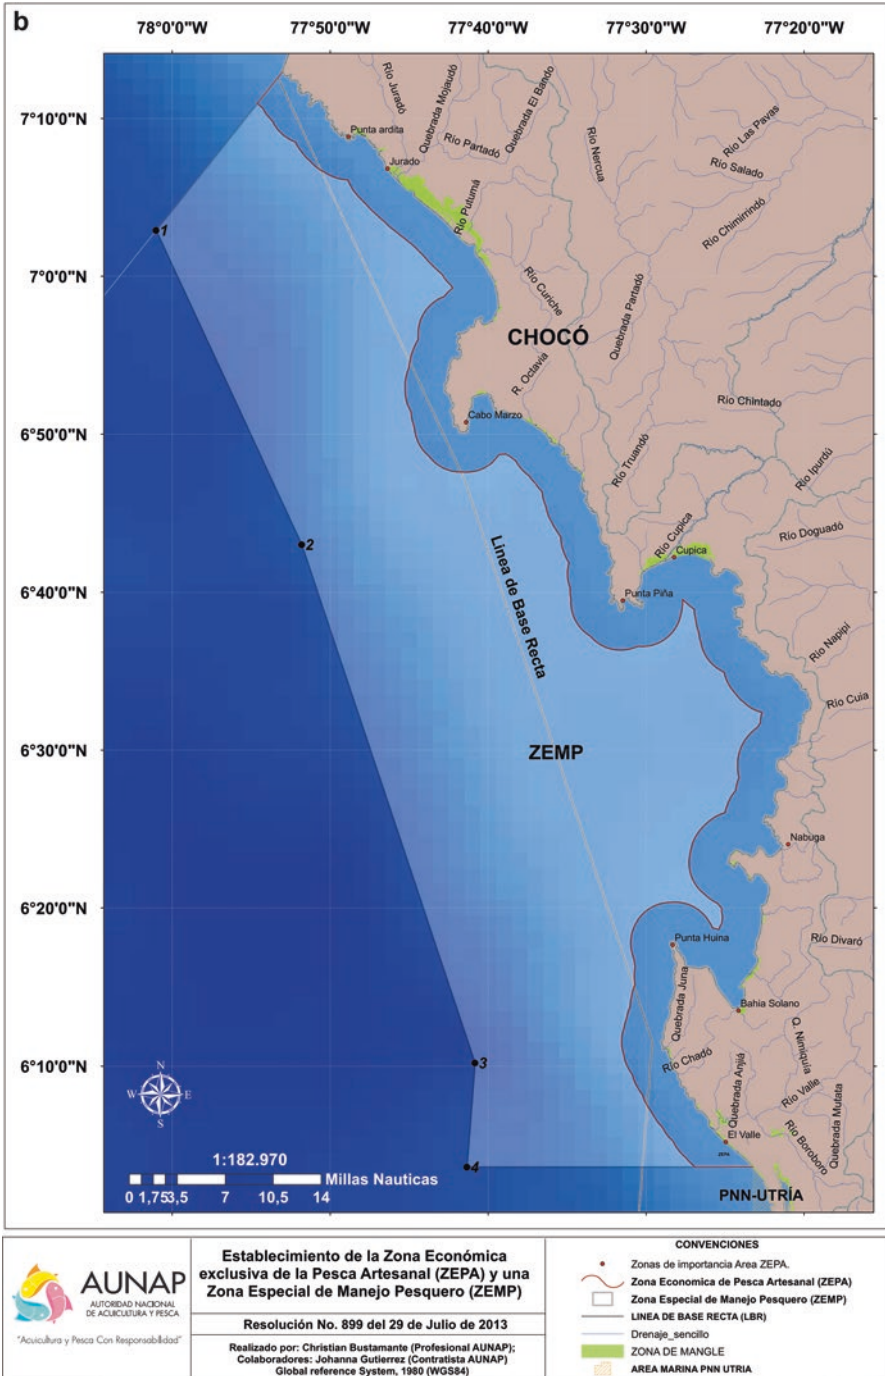 b
78°0'0"W
77°50'0"W
77°40'0"W
77°30'0"W
77°20'0"W
7°10'0"N
7°0'0"N
6°50'0"N
6°40'0"N
6°30'0"N
6°20'0"N
6°10'0"N
Río Juradó
Quebrada Mojaudó
Quebrada El Bando
Punta ardita
Río Partadó
Jurado
Río Nercua
Río Las Pavas
Río Salado
Río Putumá
Río Chimirrindó
1
Río Curiche
Quebrada Partadó
CHOCÓ
R. Octavia
Río Chintado
Cabo Marzo
Río Truandó
Río Ipurdú
2
Río Cupica
Río Doguadó
Cupica
Linea de Base Recta
Punta Piña
Río Napipí
Río Cuia
ZEMP
Nabuga
Punta Huina
Río Divaró
Quebrada Juna
Bahia Solano
Q. Nimiquía
3
Río Chadó
Quebrada Anjiá
Río Valle
Quebrada Mutata
Río Boroboro
El Valle
ZEPA
4
PNN-UTRÍA
N
W E
S
1:182.970
Millas Nauticas
0 1,75 3,5 7 10,5 14
AUNAP
AUTORIDAD NACIONAL
DE ACUICULTURA Y PESCA
"Acuicultura y Pesca Con Responsabilidad"
Establecimiento de la Zona Económica
exclusiva de la Pesca Artesanal (ZEPA) y una
Zona Especial de Manejo Pesquero (ZEMP)
Resolución No. 899 del 29 de Julio de 2013
Realizado por: Christian Bustamante (Profesional AUNAP);
Colaboradores: Johanna Gutierrez (Contratista AUNAP)
Global reference System, 1980 (WGS84)
CONVENCIONES
Zonas de importancia Area ZEPA.
Zona Economica de Pesca Artesanal (ZEPA)
Zona Especial de Manejo Pesquero (ZEMP)
LINEA DE BASE RECTA (LBR)
Drenaje_sencillo
ZONA DE MANGLE
AREA MARINA PNN UTRIA